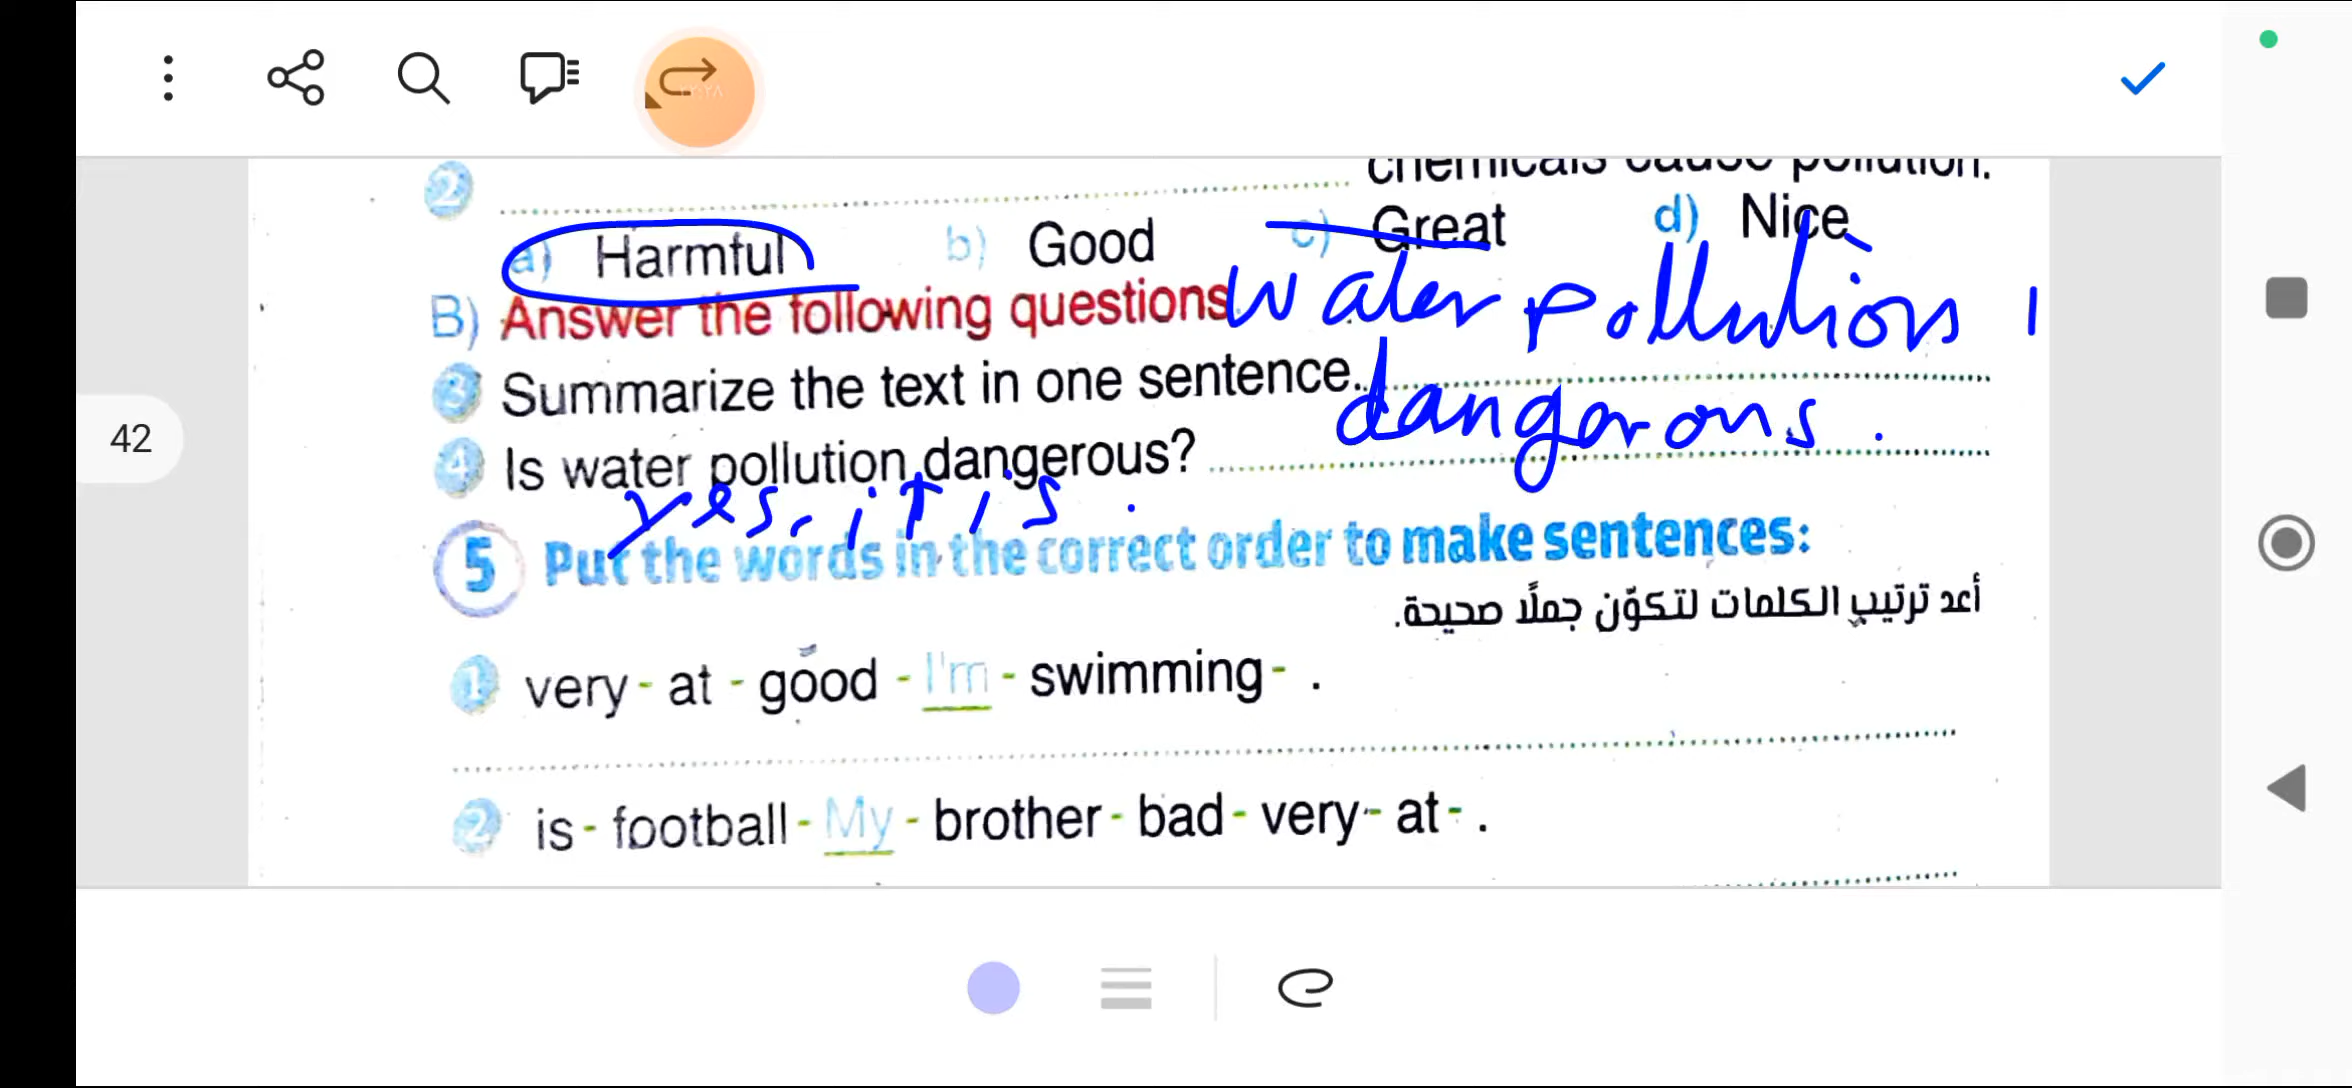 2 chemicals cause pollution.
a) Harmful b) Good c) Great d) Nice
B) Answer the following questions
water pollution
3 Summarize the text in one sentence.
dangerous.
4 Is water pollution dangerous?
yes, it is.
5 Put the words in the correct order to make sentences:
أعد ترتيب الكلمات لتكوّن جملًا صحيحة.
1 very - at - good - I'm - swimming - .
2 is - football - My - brother - bad - very - at - .
42